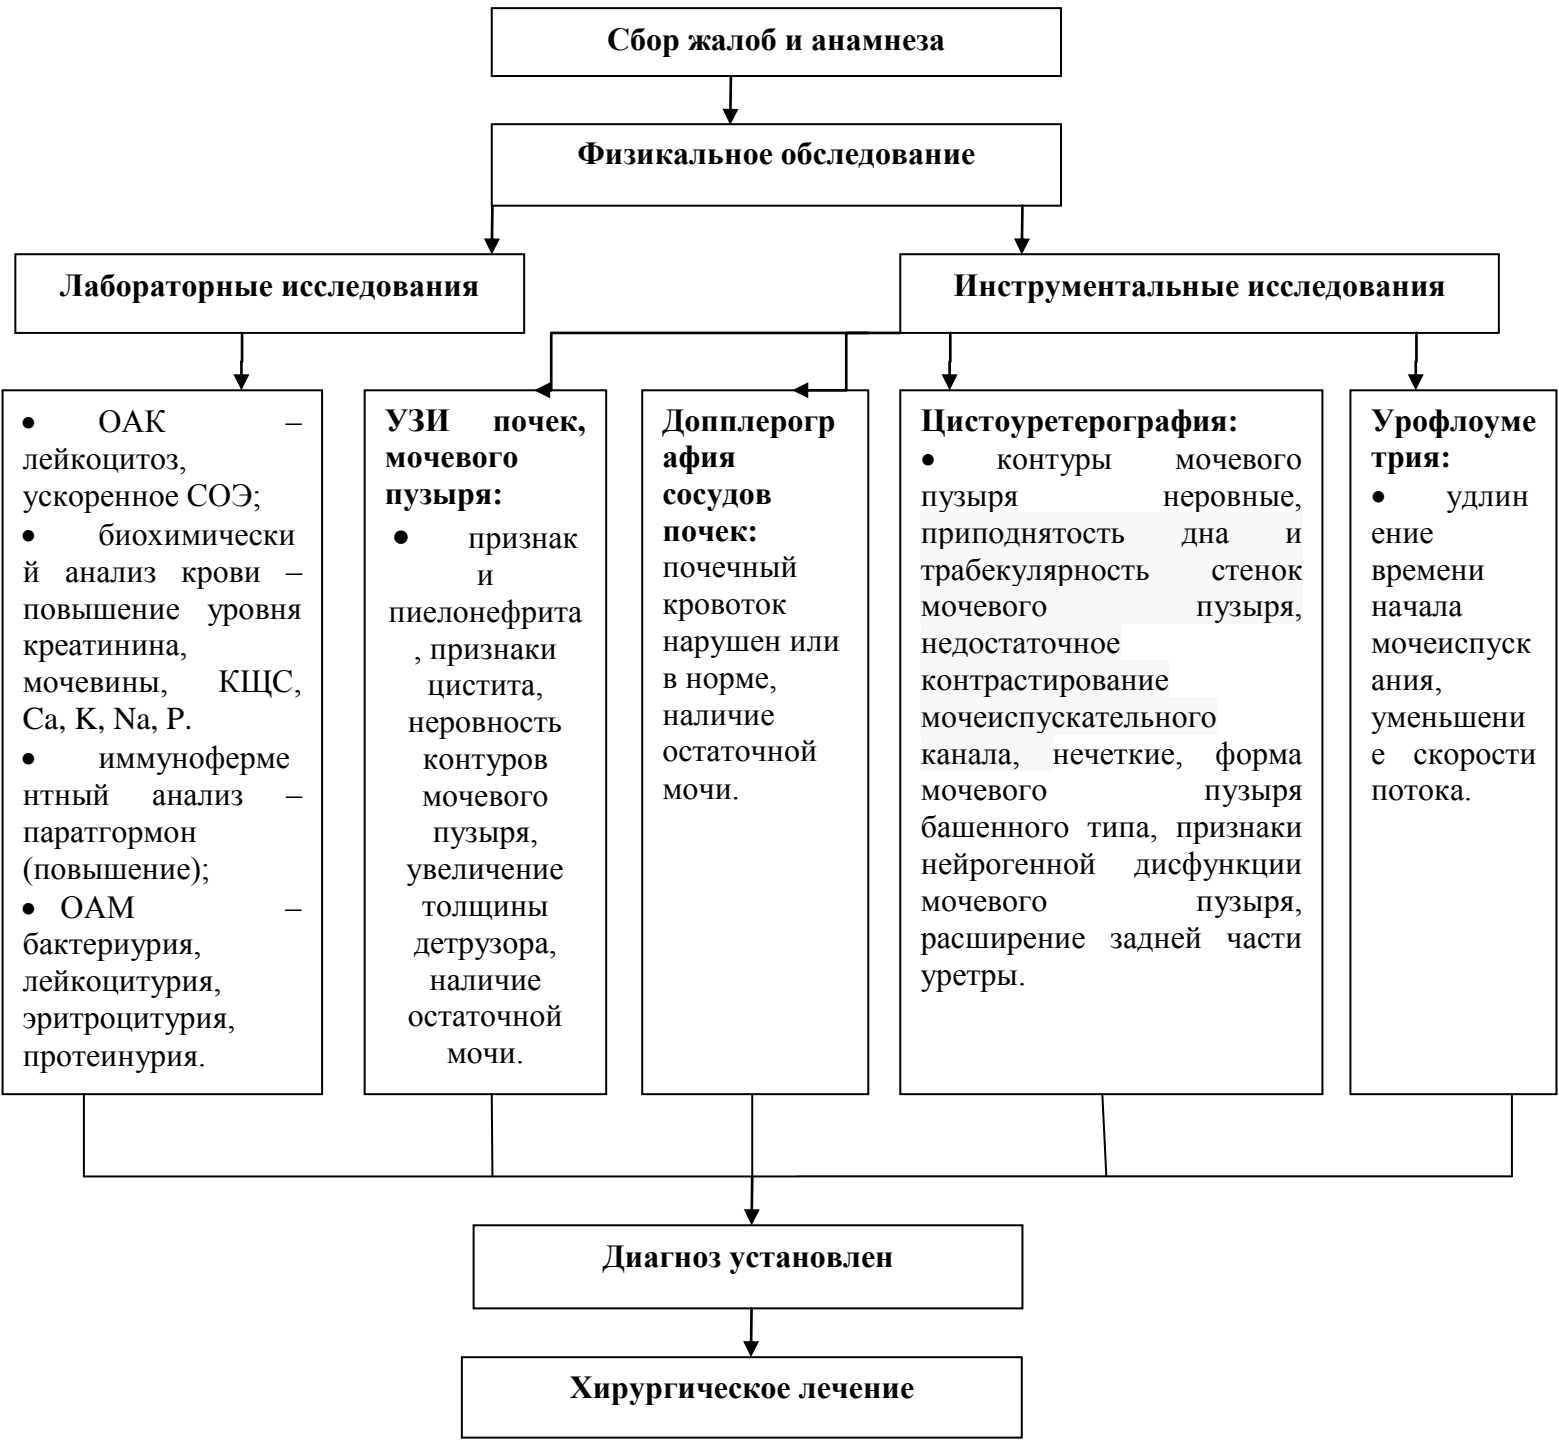 Сбор жалоб и анамнеза
Физикальное обследование
Лабораторные исследования
Инструментальные исследования
• ОАК –
лейкоцитоз,
ускоренное СОЭ;
• биохимически
й анализ крови –
повышение уровня
креатинина,
мочевины, КЩС,
Ca, K, Na, P.
• иммуноферме
нтный анализ –
паратгормон
(повышение);
• ОАМ –
бактериурия,
лейкоцитурия,
эритроцитурия,
протеинурия.
УЗИ почек,
мочевого
пузыря:
• признак
и
пиелонефрита
, признаки
цистита,
неровность
контуров
мочевого
пузыря,
увеличение
толщины
детрузора,
наличие
остаточной
мочи.
Допплерогр
афия
сосудов
почек:
почечный
кровоток
нарушен или
в норме,
наличие
остаточной
мочи.
Цистоуретерография:
• контуры мочевого
пузыря неровные,
приподнятость дна и
трабекулярность стенок
мочевого пузыря,
недостаточное
контрастирование
мочеиспускательного
канала, нечеткие, форма
мочевого пузыря
башенного типа, признаки
нейрогенной дисфункции
мочевого пузыря,
расширение задней части
уретры.
Урофлоуме
трия:
• удлин
ение
времени
начала
мочеиспуск
ания,
уменьшени
е скорости
потока.
Диагноз установлен
Хирургическое лечение